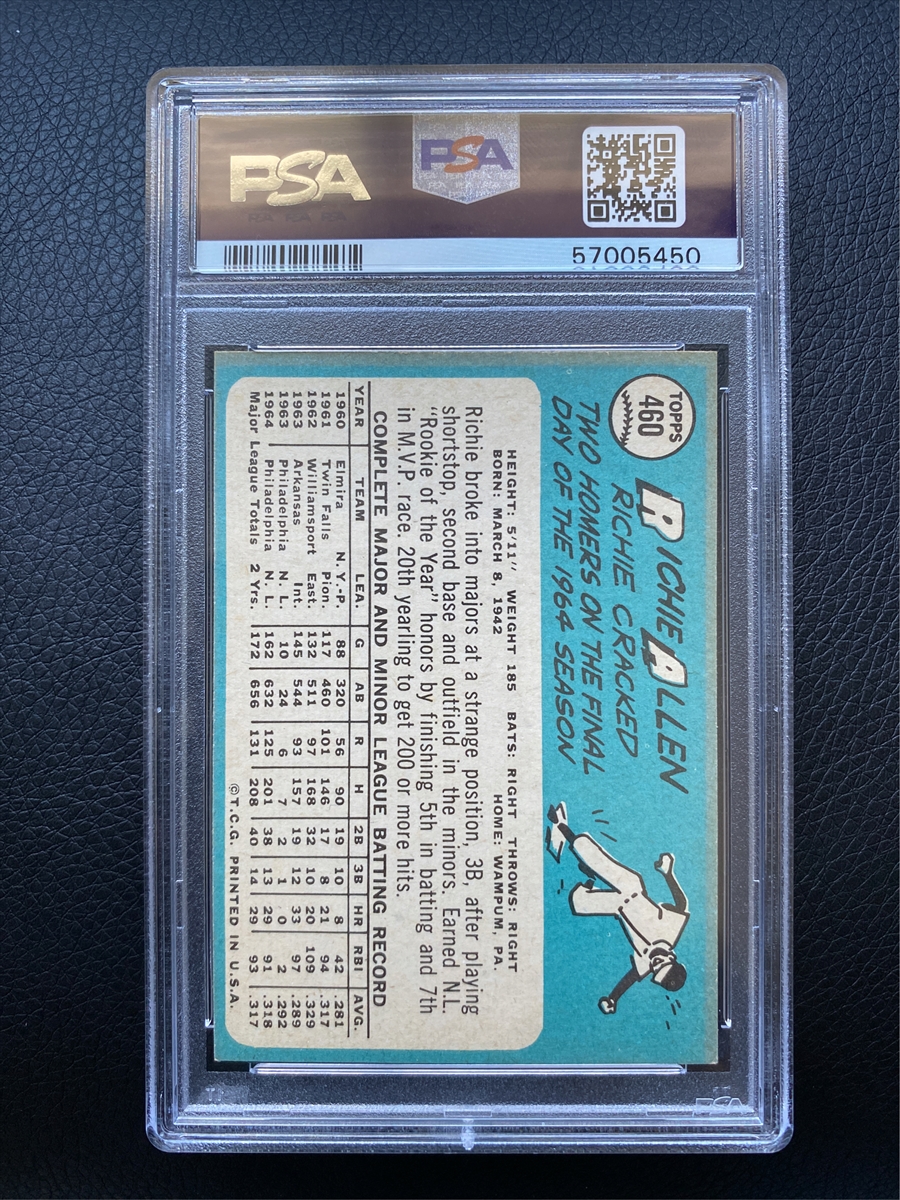 PSA
PSA
57005450
TOPPS
460
RICHIE ALLEN
RICHIE CRACKED
TWO HOMERS ON THE FINAL
DAY OF THE 1964 SEASON
HEIGHT: 5'11" WEIGHT 185 BATS: RIGHT THROWS: RIGHT
BORN: MARCH 8, 1942 HOME: WAMPUM, PA.
Richie broke into majors at a strange position, 3B, after playing
shortstop, second base and outfield in the minors. Earned N.L.
"Rookie of the Year" honors by finishing 5th in batting and 7th
in M.V.P. race. 20th yearling to get 200 or more hits.
COMPLETE MAJOR AND MINOR LEAGUE BATTING RECORD
YEAR TEAM LEA. G AB R H 2B 3B HR RBI AVG.
1960 Elmira N.Y.-P. 88 320 56 90 19 10 8 42 .281
1961 Twin Falls Pion. 117 460 101 146 17 8 21 94 .317
1962 Williamsport East. 132 511 97 168 32 10 20 109 .329
1963 Arkansas Int. 145 544 93 157 19 12 33 97 .289
1963 Philadelphia N. L. 10 24 6 7 2 1 0 2 .292
1964 Philadelphia N. L. 162 632 125 201 38 13 29 91 .318
Major League Totals 2 Yrs. 172 656 131 208 40 14 29 93 .317
©T.C.G. PRINTED IN U.S.A.
PSA